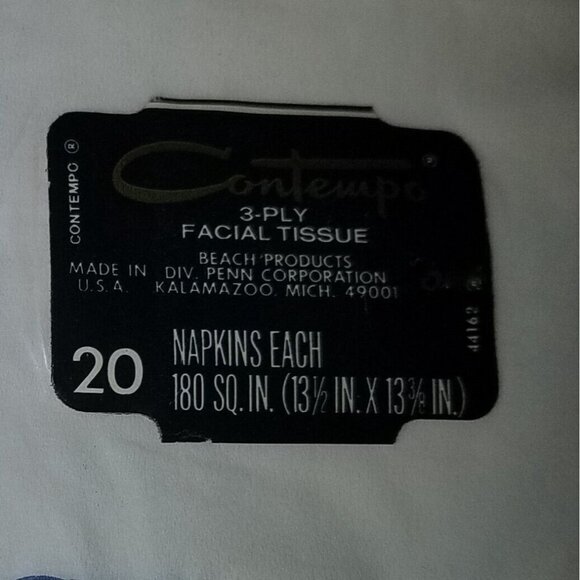 CONTEMPO ®
Contempo ®
3-PLY
FACIAL TISSUE
BEACH PRODUCTS
MADE IN DIV. PENN CORPORATION
U.S.A. KALAMAZOO, MICH. 49001
44162
20 NAPKINS EACH
180 SQ. IN. (13½ IN. X 13⅜ IN.)